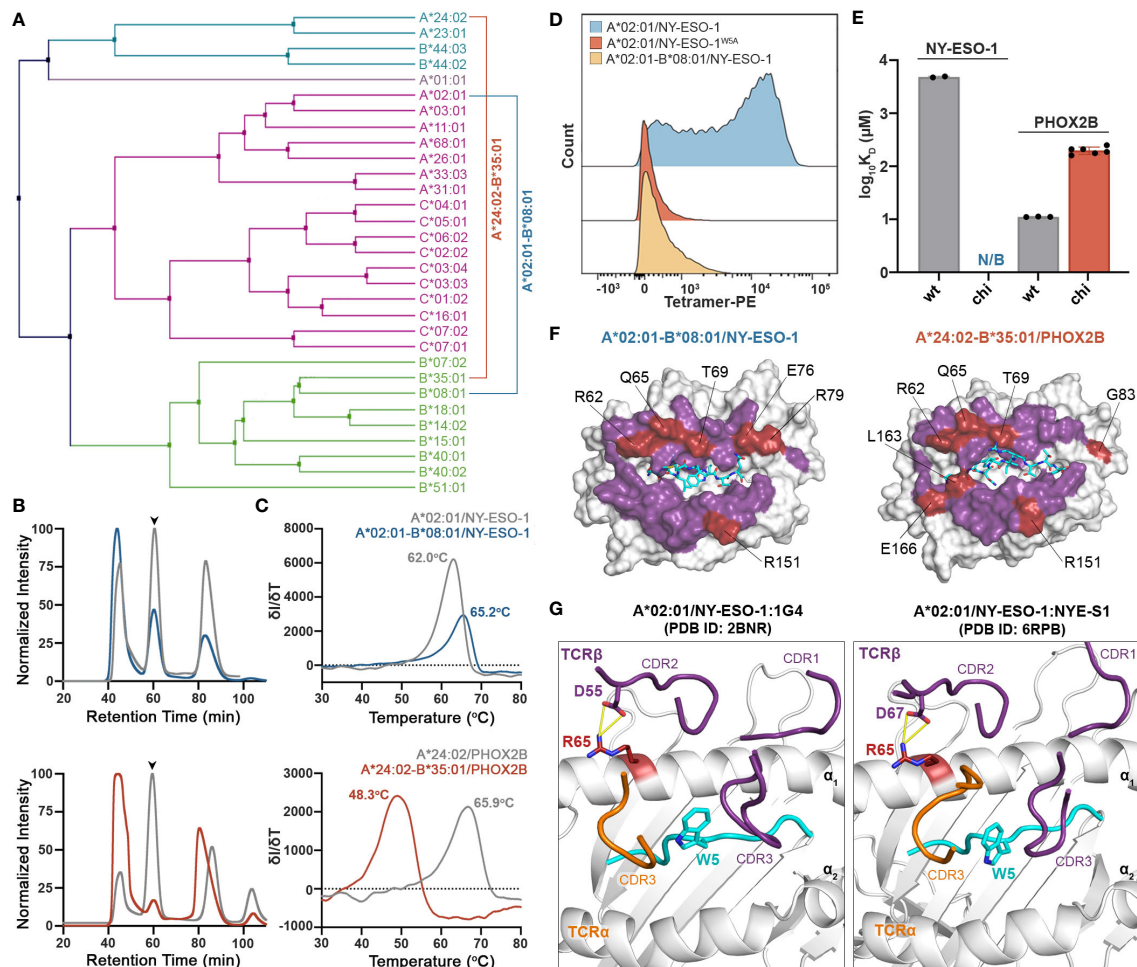 A
A*24:02
A*23:01
B*44:03
B*44:02
A*01:01
A*02:01
A*03:01
A*11:01
A*68:01
A*26:01
A*33:03
A*31:01
C*04:01
C*05:01
C*06:02
C*02:02
C*03:04
C*03:03
C*01:02
C*16:01
C*07:02
C*07:01
B*07:02
B*35:01
B*08:01
B*18:01
B*14:02
B*15:01
B*40:01
B*40:02
B*51:01
A*24:02-B*35:01
A*02:01-B*08:01
B
Normalized Intensity
100
75
50
25
0
20 40 60 80 100
Retention Time (min)
Normalized Intensity
100
75
50
25
0
20 40 60 80 100
Retention Time (min)
C
A*02:01/NY-ESO-1
A*02:01-B*08:01/NY-ESO-1
62.0°C
65.2°C
δI/δT
8000
6000
4000
2000
0
30 40 50 60 70 80
Temperature (°C)
A*24:02/PHOX2B
A*24:02-B*35:01/PHOX2B
48.3°C
65.9°C
δI/δT
3000
2000
1000
0
-1000
30 40 50 60 70 80
Temperature (°C)
D
A*02:01/NY-ESO-1
A*02:01/NY-ESO-1W5A
A*02:01-B*08:01/NY-ESO-1
Count
-10³ 0 10³ 10⁴ 10⁵
Tetramer-PE
E
NY-ESO-1
PHOX2B
log₁₀K_D (μM)
4
3
2
1
0
N/B
wt chi wt chi
F
A*02:01-B*08:01/NY-ESO-1
R62
Q65
T69
E76
R79
R151
A*24:02-B*35:01/PHOX2B
R62
Q65
T69
G83
L163
E166
R151
G
A*02:01/NY-ESO-1:1G4
(PDB ID: 2BNR)
TCRβ
CDR2
CDR1
D55
R65
α₁
W5
CDR3
CDR3
α₂
TCRα
A*02:01/NY-ESO-1:NYE-S1
(PDB ID: 6RPB)
TCRβ
CDR2
CDR1
D67
R65
α₁
W5
CDR3
CDR3
α₂
TCRα